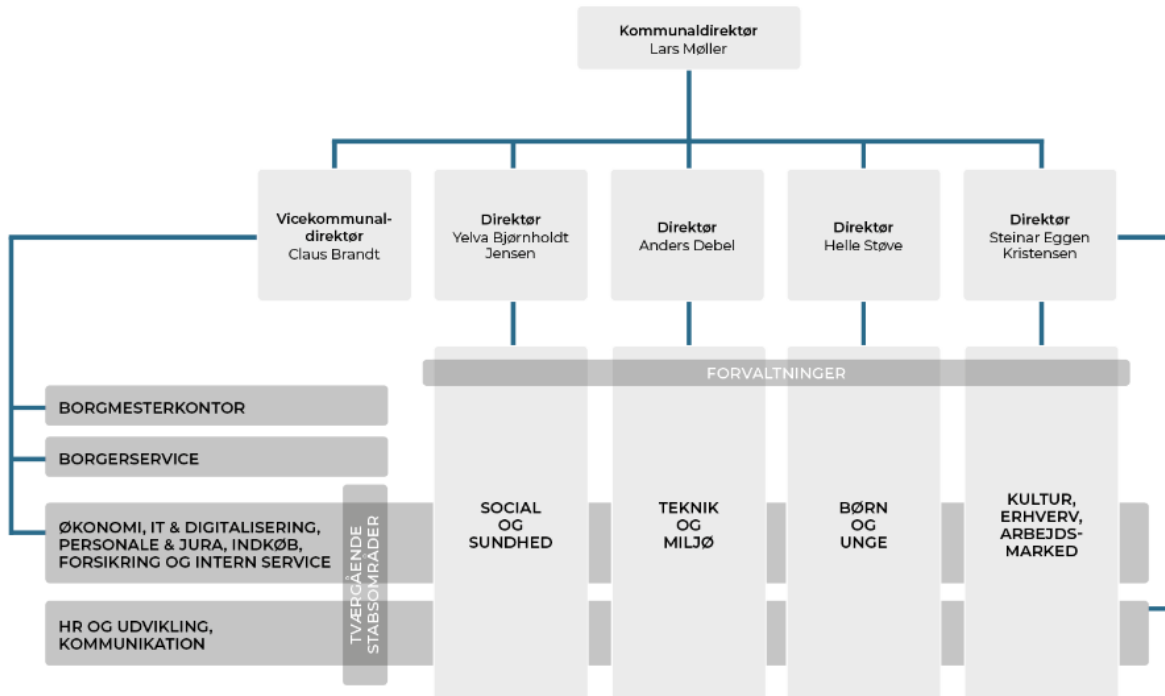 Kommunaldirektør
Lars Møller
Vicekommunal-
direktør
Claus Brandt
Direktør
Yelva Bjørnholdt
Jensen
Direktør
Anders Debel
Direktør
Helle Støve
Direktør
Steinar Eggen
Kristensen
FORVALTNINGER
BORGMESTERKONTOR
BORGERSERVICE
ØKONOMI, IT & DIGITALISERING,
PERSONALE & JURA, INDKØB,
FORSIKRING OG INTERN SERVICE
HR OG UDVIKLING,
KOMMUNIKATION
TVÆRGÅENDE
STABSOMRÅDER
SOCIAL
OG
SUNDHED
TEKNIK
OG
MILJØ
BØRN
OG
UNGE
KULTUR,
ERHVERV,
ARBEJDS-
MARKED